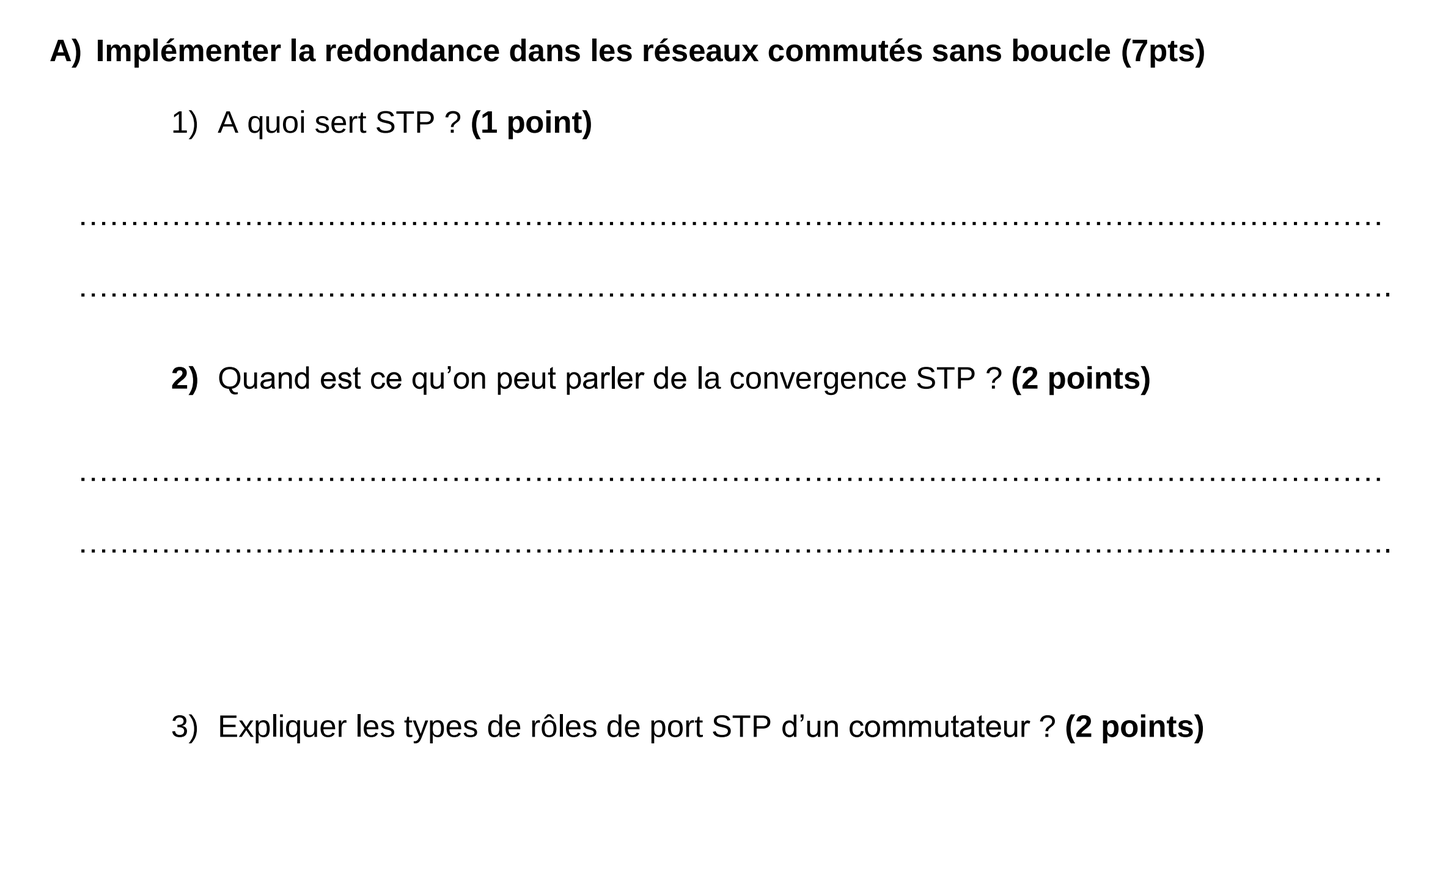 A) Implémenter la redondance dans les réseaux commutés sans boucle (7pts)
1) A quoi sert STP ? (1 point)
………………………………………………………………………………………………………………
……………………………………………………………………………………………………………….
2) Quand est ce qu’on peut parler de la convergence STP ? (2 points)
………………………………………………………………………………………………………………
……………………………………………………………………………………………………………….
3) Expliquer les types de rôles de port STP d’un commutateur ? (2 points)